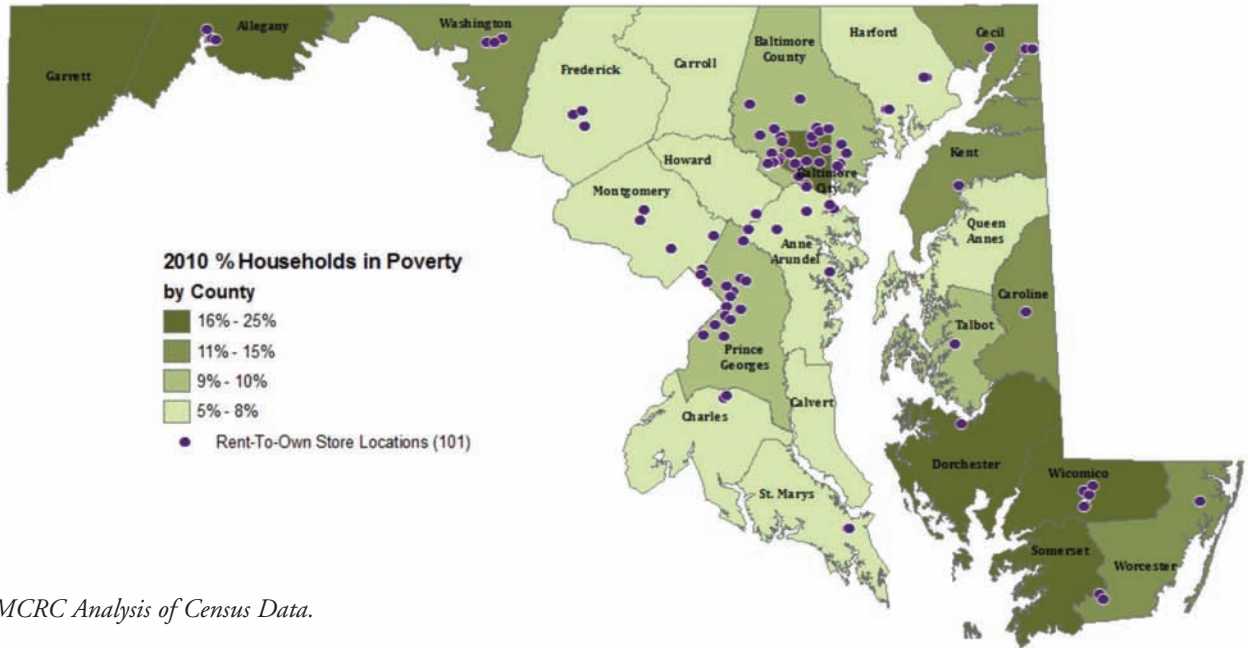 Garrett
Allegany
Washington
Frederick
Carroll
Baltimore
County
Harford
Cecil
Kent
Howard
Montgomery
Baltimore
City
Queen
Annes
Anne
Arundel
Caroline
Talbot
Prince
Georges
Charles
Calvert
St. Marys
Dorchester
Wicomico
Somerset
Worcester
2010 % Households in Poverty
by County
16% - 25%
11% - 15%
9% - 10%
5% - 8%
Rent-To-Own Store Locations (101)
MCRC Analysis of Census Data.